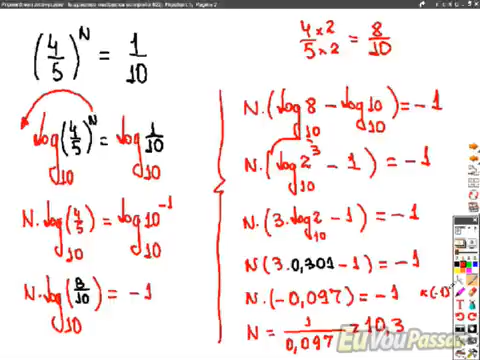 (4/5)^N = 1/10
log₁₀(4/5)^N = log₁₀ 1/10
N.log₁₀(4/5) = log₁₀ 10^-1
N.log₁₀(8/10) = -1
4×2/5×2 = 8/10
N.(log₁₀ 8 - log₁₀ 10) = -1
N.(log₁₀ 2^3 - 1) = -1
N.(3.log₁₀ 2 - 1) = -1
N(3.0,301 - 1) = -1
N.(-0,097) = -1 ×(-1)
N = 1/0,097 ≅ 10,3
EuVouPassar